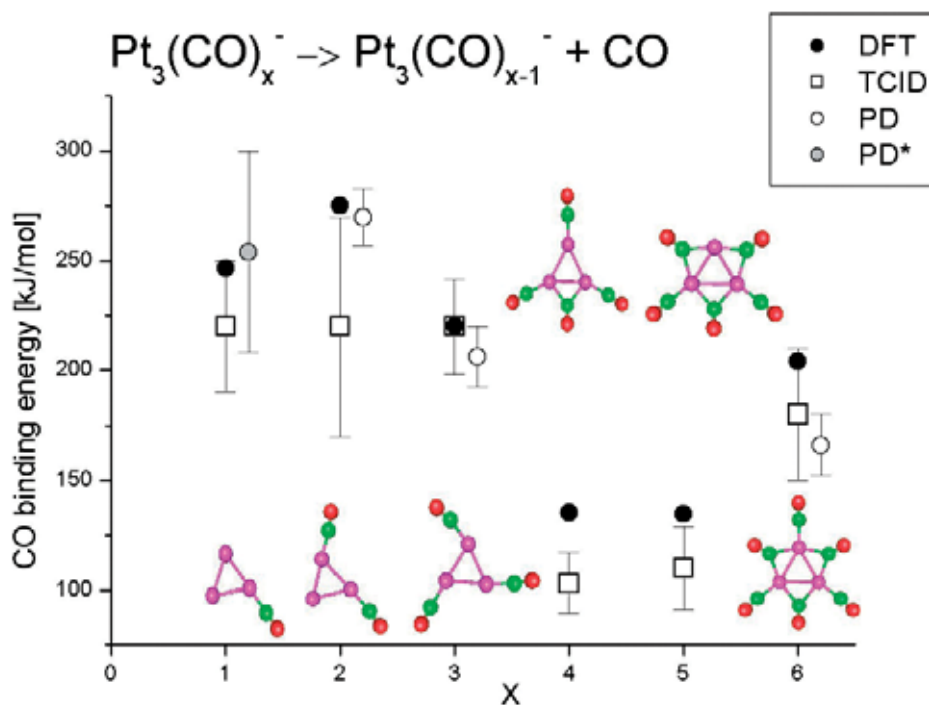 Pt₃(CO)ₓ⁻ –> Pt₃(CO)ₓ₋₁⁻ + CO
DFT
TCID
PD
PD*
CO binding energy [kJ/mol]
300
250
200
150
100
0 1 2 3 4 5 6
X